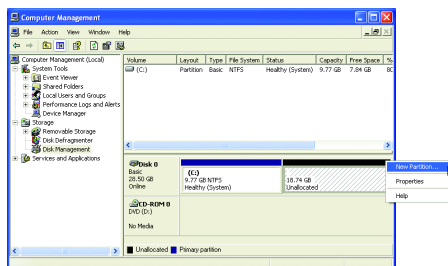 Computer Management
File Action View Window Help
Computer Management (Local)
System Tools
Event Viewer
Shared Folders
Local Users and Groups
Performance Logs and Alerts
Device Manager
Storage
Removable Storage
Disk Defragmenter
Disk Management
Services and Applications
Volume Layout Type File System Status Capacity Free Space %
(C:) Partition Basic NTFS Healthy (System) 9.77 GB 7.84 GB 80
Disk 0
Basic
28.50 GB
Online
(C:)
9.77 GB NTFS
Healthy (System)
18.74 GB
Unallocated
CD-ROM 0
DVD (D:)
No Media
Unallocated Primary partition
New Partition...
Properties
Help